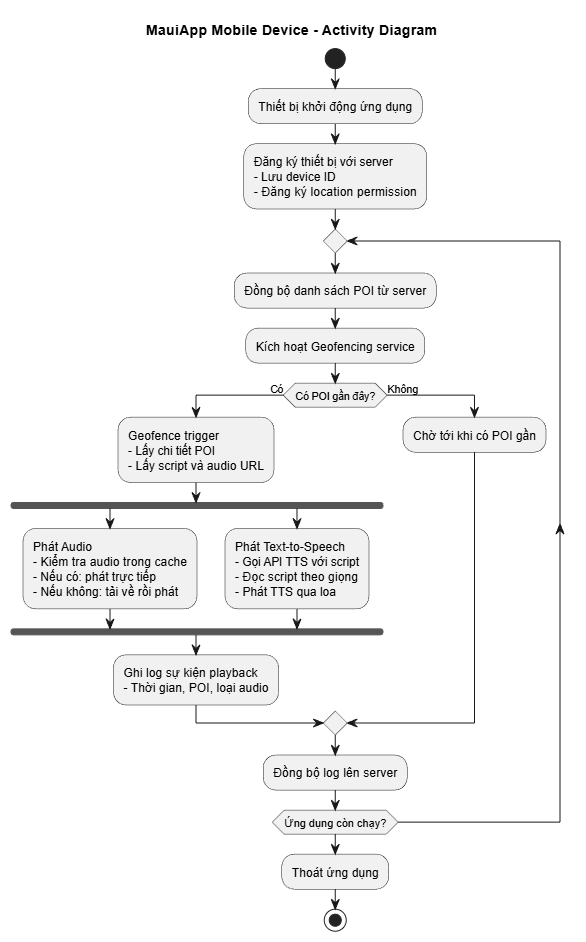 MauiApp Mobile Device - Activity Diagram
Thiết bị khởi động ứng dụng
Đăng ký thiết bị với server
- Lưu device ID
- Đăng ký location permission
Đồng bộ danh sách POI từ server
Kích hoạt Geofencing service
Có
Có POI gần đây?
Không
Geofence trigger
- Lấy chi tiết POI
- Lấy script và audio URL
Chờ tới khi có POI gần
Phát Audio
- Kiểm tra audio trong cache
- Nếu có: phát trực tiếp
- Nếu không: tải về rồi phát
Phát Text-to-Speech
- Gọi API TTS với script
- Đọc script theo giọng
- Phát TTS qua loa
Ghi log sự kiện playback
- Thời gian, POI, loại audio
Đồng bộ log lên server
Ứng dụng còn chạy?
Thoát ứng dụng